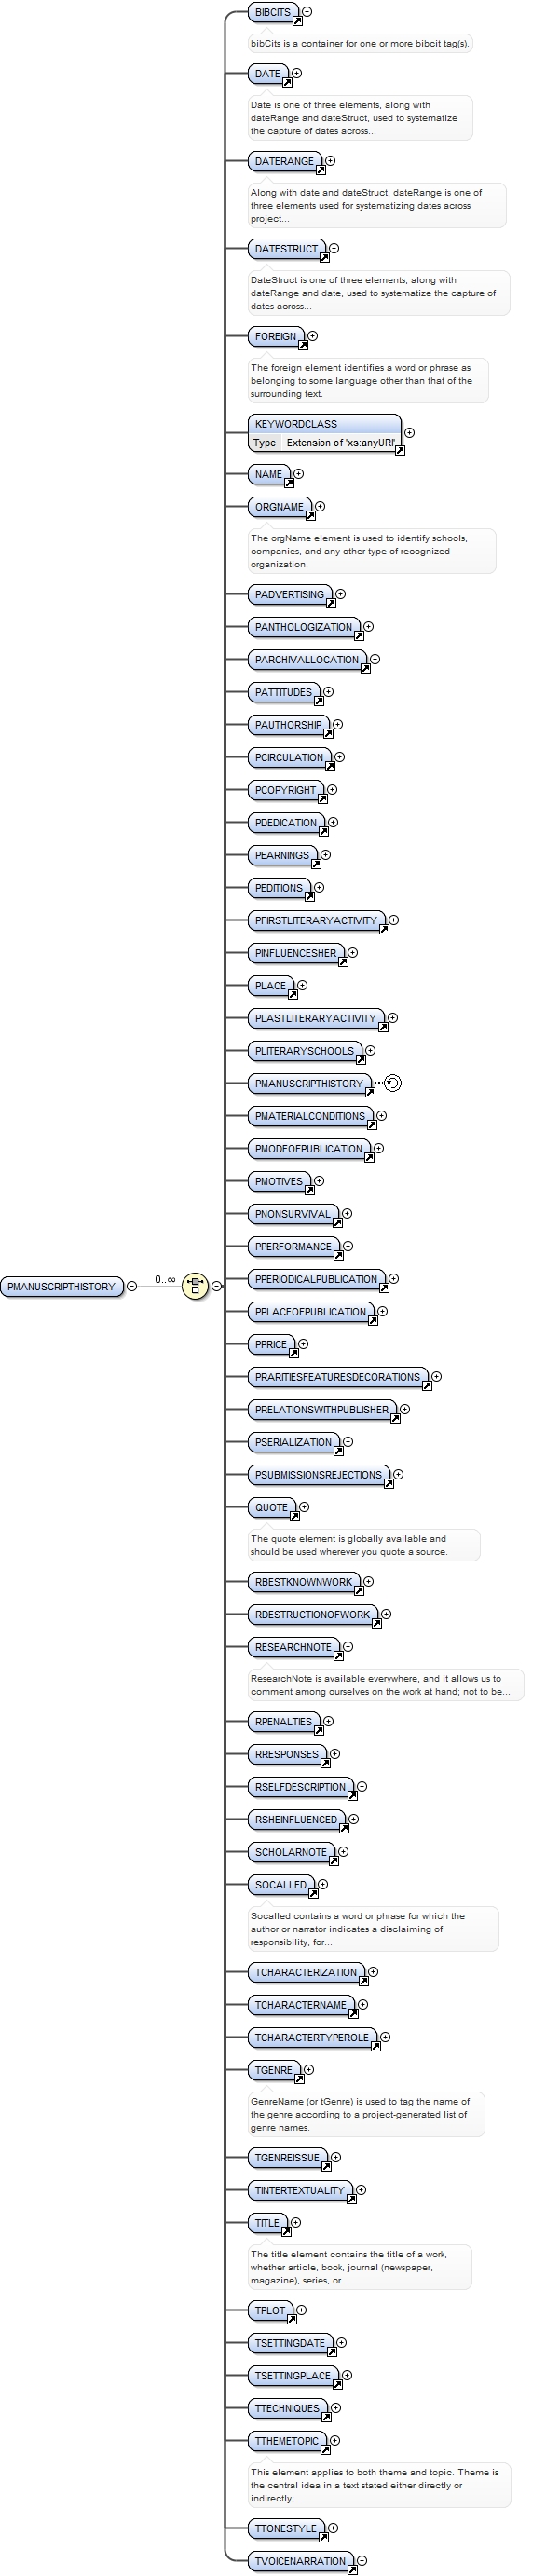 BIBCITS
bibCits is a container for one or more bibcit tag(s).
DATE
Date is one of three elements, along with
dateRange and dateStruct, used to systematize
the capture of dates across...
DATERANGE
Along with date and dateStruct, dateRange is one of
three elements used for systematizing dates across
project...
DATESTRUCT
DateStruct is one of three elements, along with
dateRange and date, used to systematize the capture of
dates across...
FOREIGN
The foreign element identifies a word or phrase as
belonging to some language other than that of the
surrounding text.
KEYWORDCLASS
Type Extension of 'xs:anyURI'
NAME
ORGNAME
The orgName element is used to identify schools,
companies, and any other type of recognized
organization.
PADVERTISING
PANTHOLOGIZATION
PARCHIVALLOCATION
PATTITUDES
PAUTHORSHIP
PCIRCULATION
PCOPYRIGHT
PDEDICATION
PEARNINGS
PEDITIONS
PFIRSTLITERARYACTIVITY
PINFLUENCESHER
PLACE
PLASTLITERARYACTIVITY
PLITERARYSCHOOLS
PMANUSCRIPTHISTORY
PMATERIALCONDITIONS
PMODEOFPUBLICATION
PMOTIVES
PNONSURVIVAL
PPERFORMANCE
PMANUSCRIPTHISTORY 0..∞
PPERIODICALPUBLICATION
PPLACEOFPUBLICATION
PPRICE
PRARITIESFEATURESDECORATIONS
PRELATIONSWITHPUBLISHER
PSERIALIZATION
PSUBMISSIONSREJECTIONS
QUOTE
The quote element is globally available and
should be used wherever you quote a source.
RBESTKNOWNWORK
RDESTRUCTIONOFWORK
RESEARCHNOTE
ResearchNote is available everywhere, and it allows us to
comment among ourselves on the work at hand; not to be...
RPENALTIES
RRESPONSES
RSELFDESCRIPTION
RSHEINFLUENCED
SCHOLARNOTE
SOCALLED
Socalled contains a word or phrase for which the
author or narrator indicates a disclaiming of
responsibility, for...
TCHARACTERIZATION
TCHARACTERNAME
TCHARACTERTYPEROLE
TGENRE
GenreName (or tGenre) is used to tag the name of
the genre according to a project-generated list of
genre names.
TGENREISSUE
TINTERTEXTUALITY
TITLE
The title element contains the title of a work,
whether article, book, journal (newspaper,
magazine), series, or...
TPLOT
TSETTINGDATE
TSETTINGPLACE
TTECHNIQUES
TTHEMETOPIC
This element applies to both theme and topic. Theme is
the central idea in a text stated either directly or
indirectly;...
TTONESTYLE
TVOICENARRATION